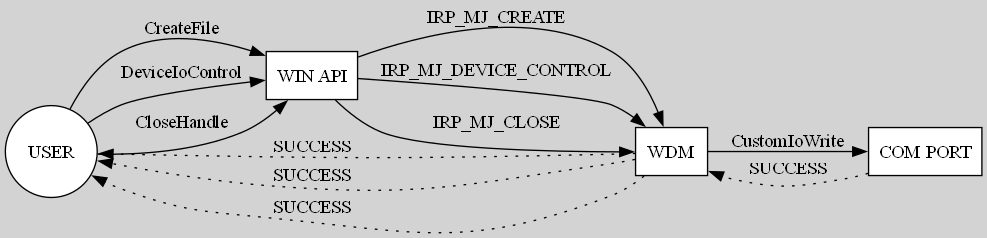 CreateFile
IRP_MJ_CREATE
DeviceIoControl
WIN API
IRP_MJ_DEVICE_CONTROL
CloseHandle
IRP_MJ_CLOSE
USER
SUCCESS
SUCCESS
SUCCESS
WDM
CustomIoWrite
COM PORT
SUCCESS